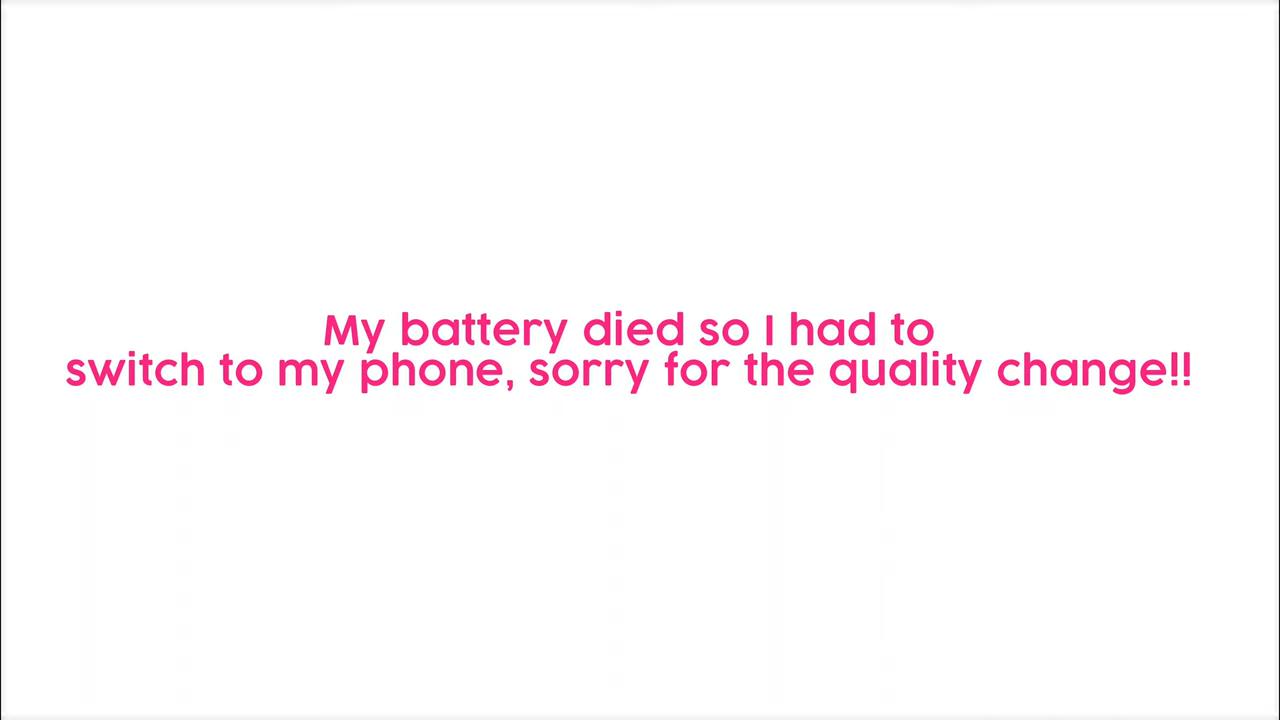 My battery died so I had to
switch to my phone, sorry for the quality change!!